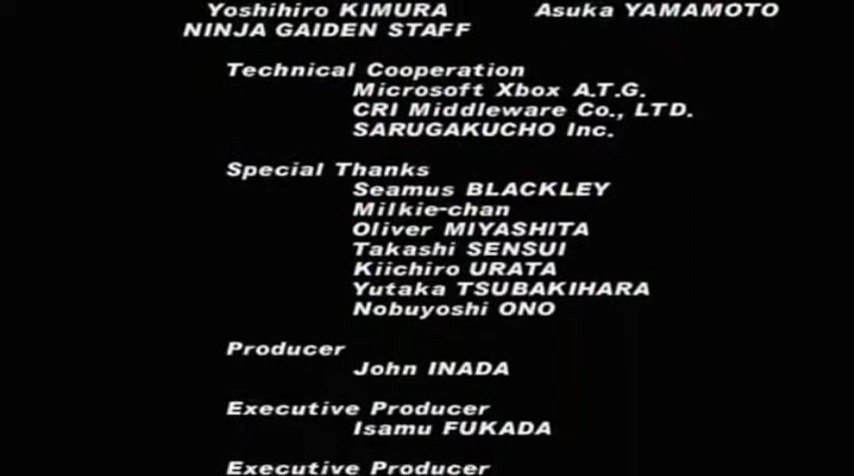 Yoshihiro KIMURA Asuka YAMAMOTO
NINJA GAIDEN STAFF
Technical Cooperation
Microsoft Xbox A.T.G.
CRI Middleware Co., LTD.
SARUGAKUCHO Inc.
Special Thanks
Seamus BLACKLEY
Milkie-chan
Oliver MIYASHITA
Takashi SENSUI
Kiichiro URATA
Yutaka TSUBAKIHARA
Nobuyoshi ONO
Producer
John INADA
Executive Producer
Isamu FUKADA
Executive Producer